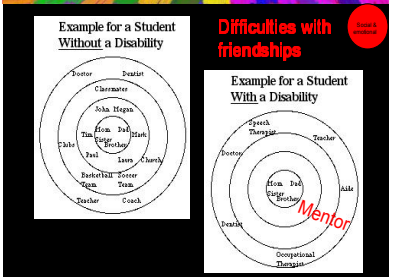 Example for a Student
Without a Disability
Doctor Dentist
Classmates
John Megan
Tim Mom Dad Mark
Sister
Brother
Clubs
Paul
Laura Church
Basketball Soccer
Team Team
Teacher Coach
Difficulties with
friendships
Social &
emotional
Example for a Student
With a Disability
Speech
Therapist
Teacher
Doctor
Mom Dad
Sister
Brother
Aide
Mentor
Dentist
Occupational
Therapist